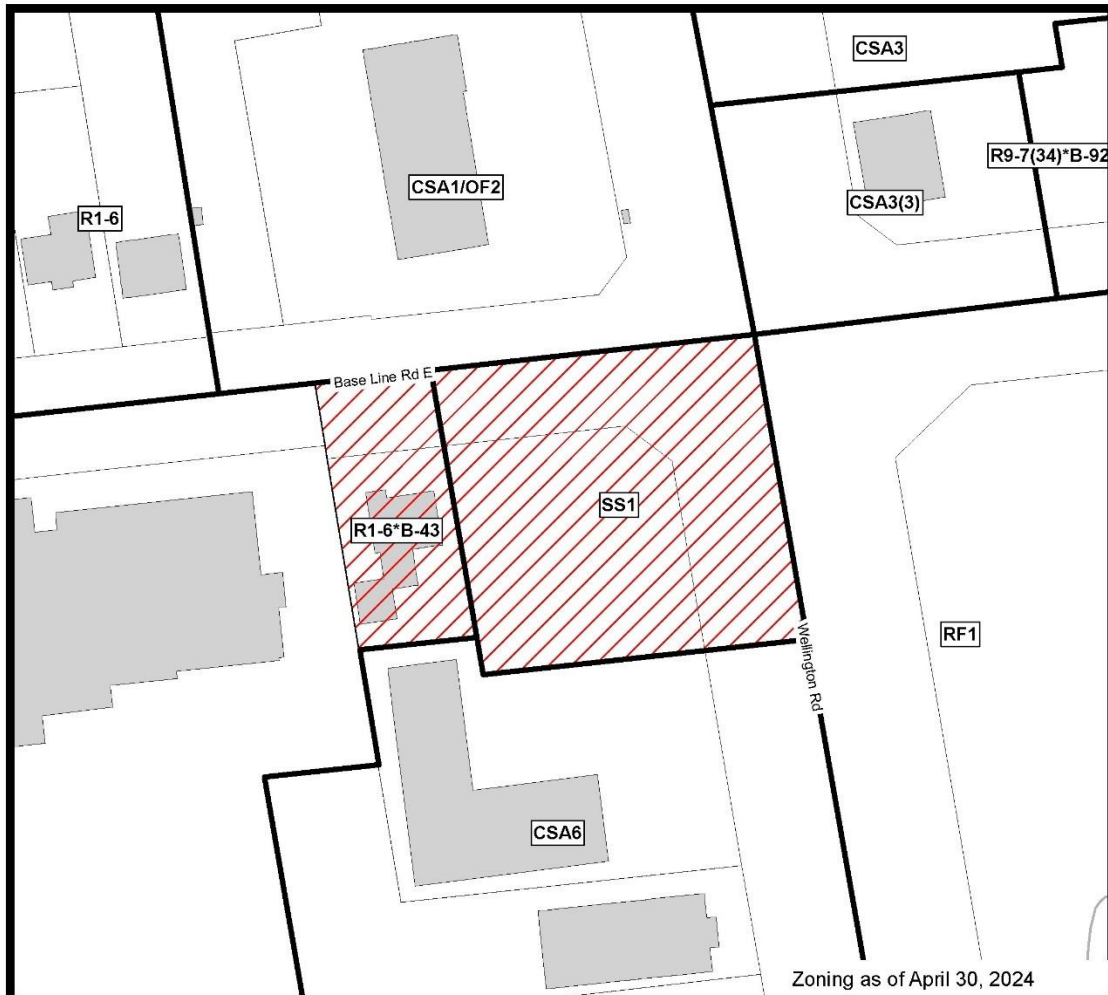 CSA3
R9-7(34)*B-92
CSA1/OF2
CSA3(3)
R1-6
Base Line Rd E
SS1
R1-6*B-43
Wellington Rd
RF1
CSA6
Zoning as of April 30, 2024